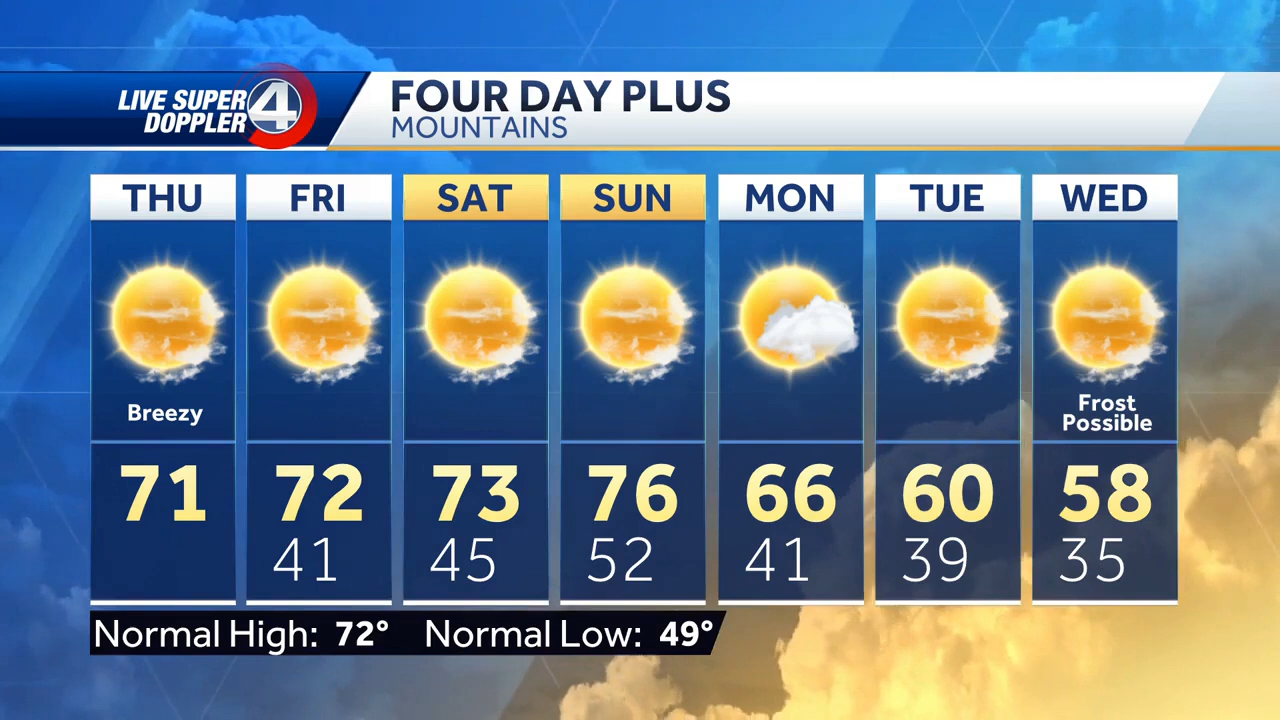 LIVE SUPER
DOPPLER
4
FOUR DAY PLUS
MOUNTAINS
THU FRI SAT SUN MON TUE WED
Breezy
Frost
Possible
71 72 73 76 66 60 58
41 45 52 41 39 35
Normal High: 72° Normal Low: 49°